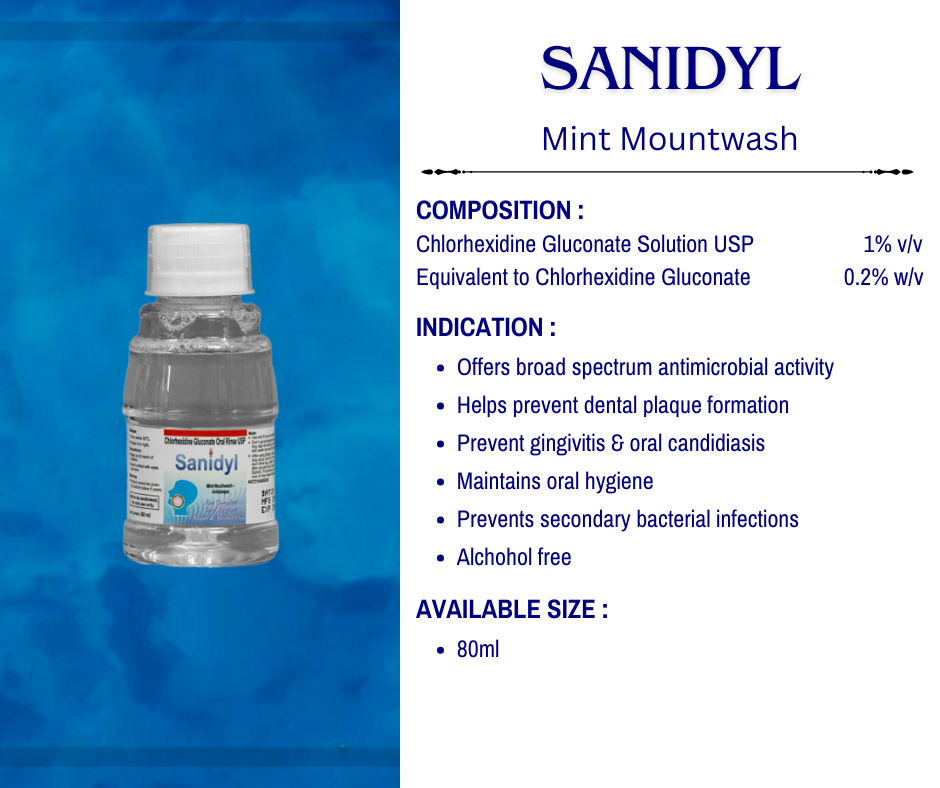 SANIDYL
Mint Mountwash
COMPOSITION :
Chlorhexidine Gluconate Solution USP 1% v/v
Equivalent to Chlorhexidine Gluconate 0.2% w/v
INDICATION :
• Offers broad spectrum antimicrobial activity
• Helps prevent dental plaque formation
• Prevent gingivitis & oral candidiasis
• Maintains oral hygiene
• Prevents secondary bacterial infections
• Alchohol free
AVAILABLE SIZE :
• 80ml
Chlorhexidine Gluconate Oral Rinse USP
Sanidyl